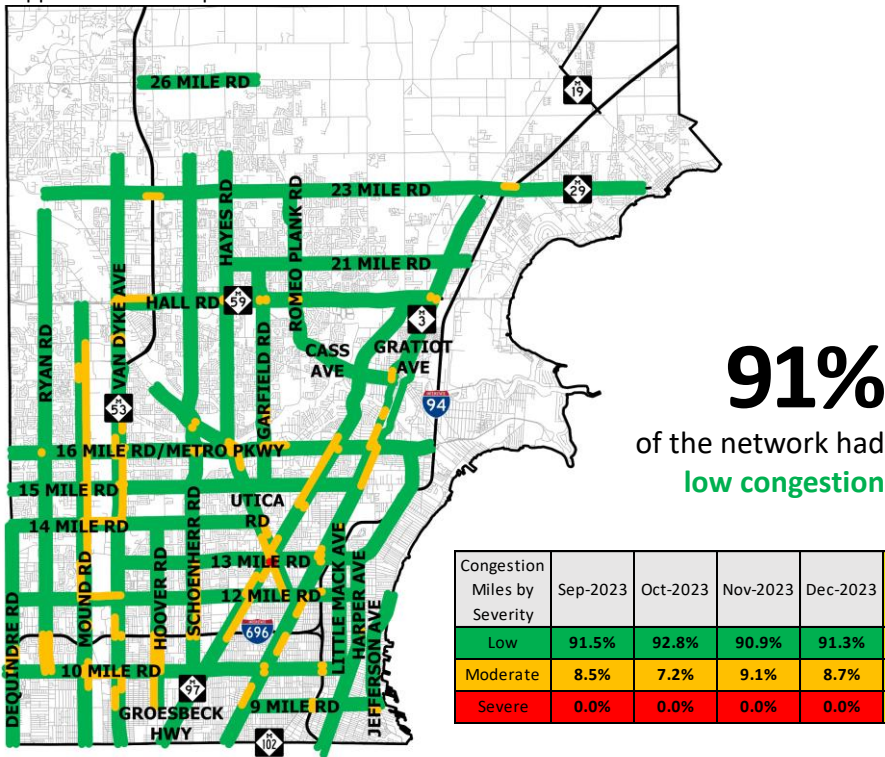 26 MILE RD
M
19
23 MILE RD
M
29
HAYES RD
ROMEO PLANK RD
21 MILE RD
VAN DYKE AVE
HALL RD
M
59
M
3
RYAN RD
GARFIELD RD
CASS
AVE
GRATIOT
AVE
M
53
94
16 MILE RD/METRO PKWY
15 MILE RD
UTICA
RD
14 MILE RD
SCHOENHERR RD
13 MILE RD
MOUND RD
HOOVER RD
12 MILE RD
LITTLE MACK AVE
HARPER AVE
DEQUINDRE RD
696
JEFFERSON AVE
10 MILE RD
M
97
GROESBECK
HWY
9 MILE RD
M
102
91%
of the network had
low congestion
Congestion
Miles by
Severity
Sep-2023 Oct-2023 Nov-2023 Dec-2023
Low 91.5% 92.8% 90.9% 91.3%
Moderate 8.5% 7.2% 9.1% 8.7%
Severe 0.0% 0.0% 0.0% 0.0%